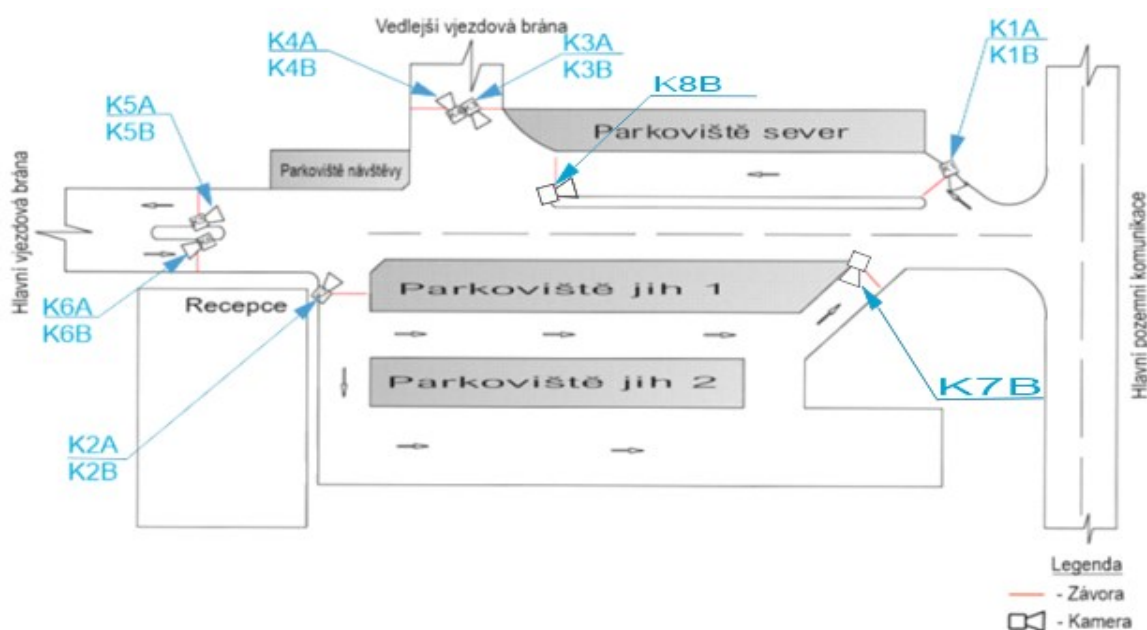 Vedlejší vjezdová brána
K4A
K4B
K3A
K3B
K1A
K1B
K8B
K5A
K5B
Parkoviště sever
Parkoviště návštěvy
Hlavní vjezdová brána
Hlavní pozemní komunikace
Parkoviště jih 1
Recepce
K6A
K6B
Parkoviště jih 2
K7B
K2A
K2B
Legenda
- Závora
- Kamera